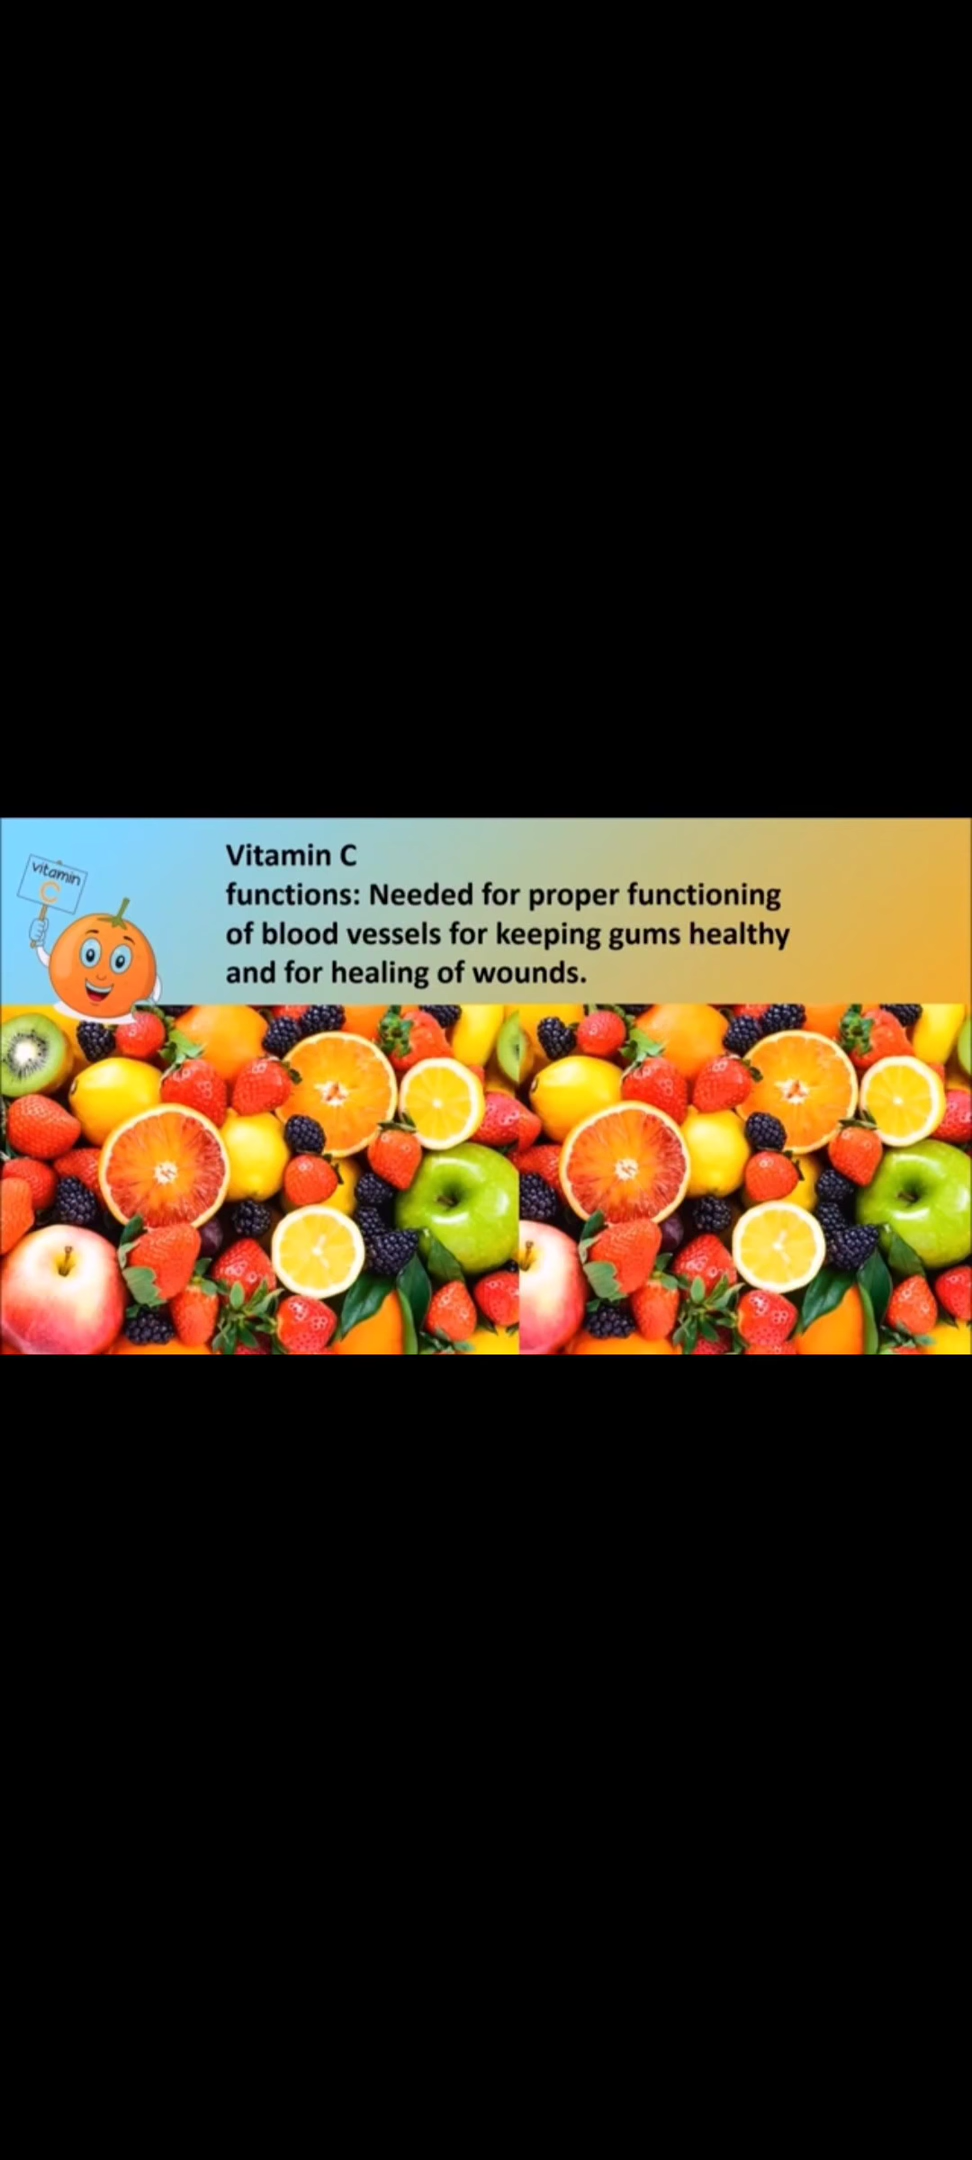 vitamin
C
Vitamin C
functions: Needed for proper functioning
of blood vessels for keeping gums healthy
and for healing of wounds.